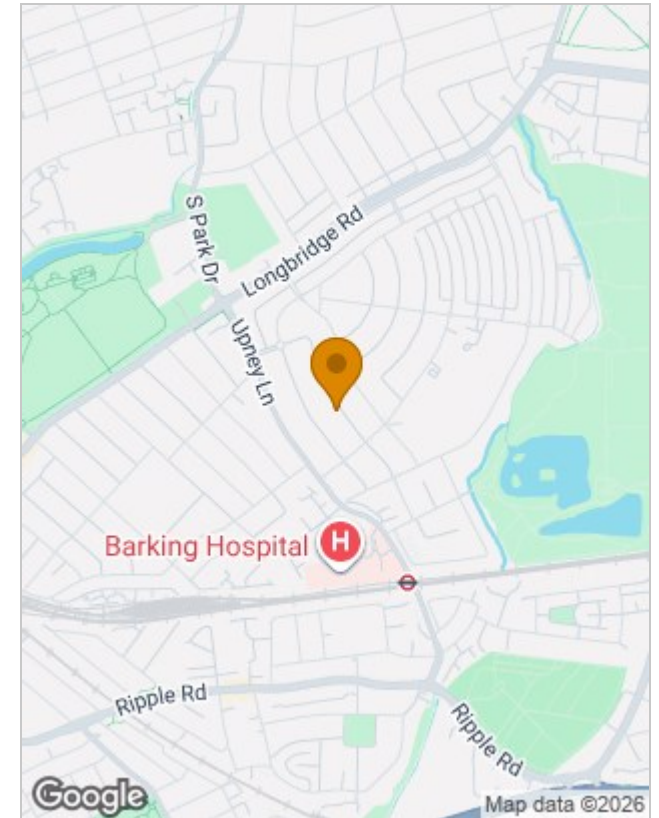 S Park Dr
Longbridge Rd
Upney Ln
Barking Hospital
H
Ripple Rd
Ripple Rd
Google
Map data ©2026